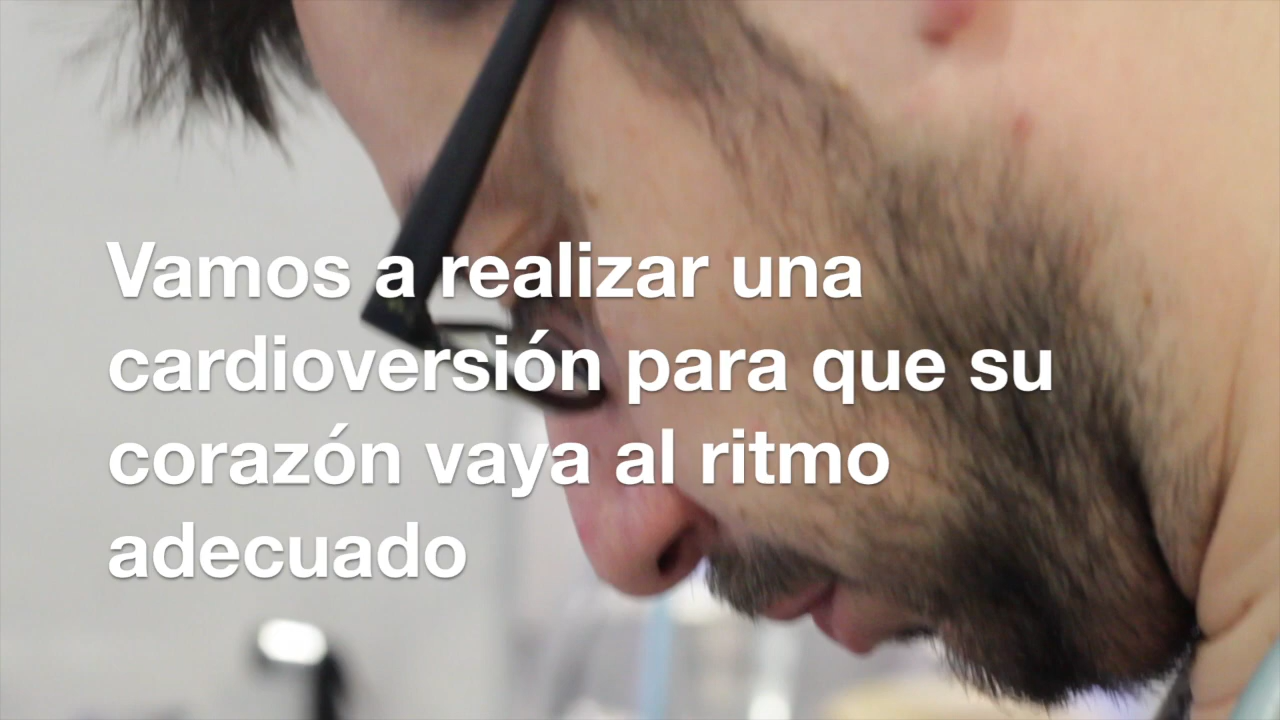 Vamos a realizar una
cardioversión para que su
corazón vaya al ritmo
adecuado